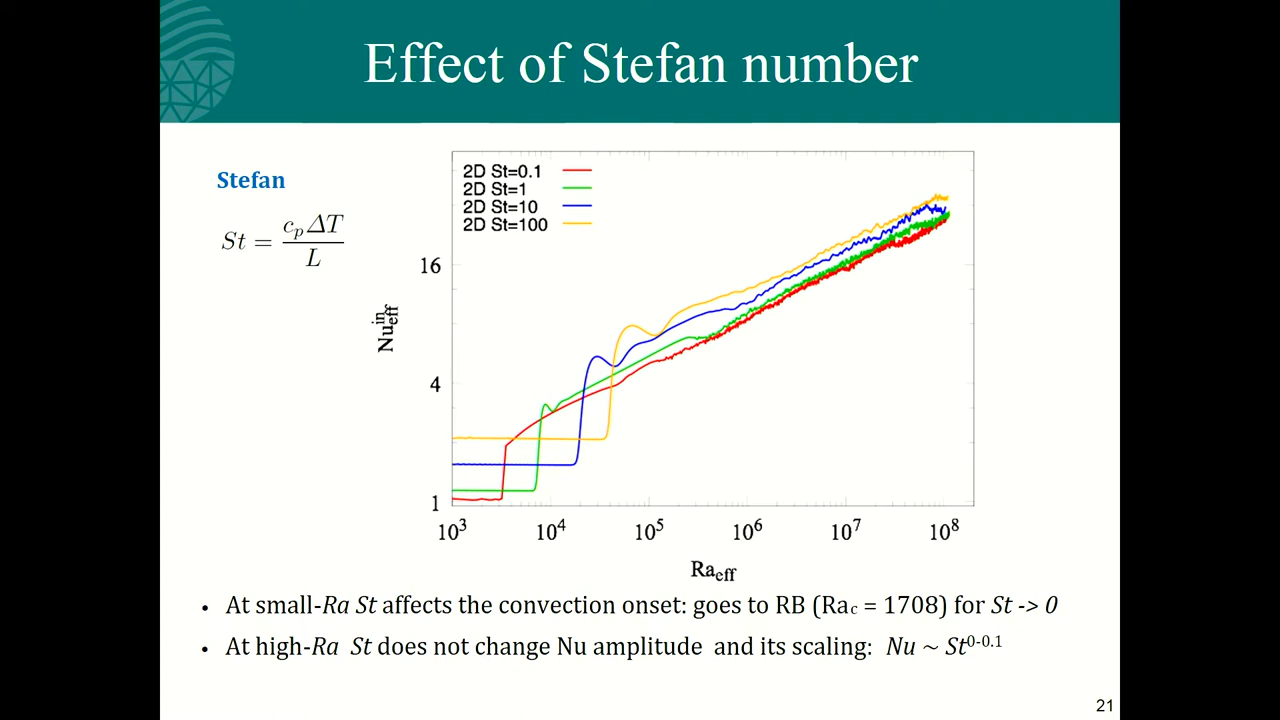 Effect of Stefan number
Stefan
St = c_p ΔT / L
2D St=0.1
2D St=1
2D St=10
2D St=100
16
4
1
Nu_eff^in
10^3 10^4 10^5 10^6 10^7 10^8
Ra_eff
• At small-Ra St affects the convection onset: goes to RB (Ra_c = 1708) for St -> 0
• At high-Ra St does not change Nu amplitude and its scaling: Nu ~ St^0-0.1
21